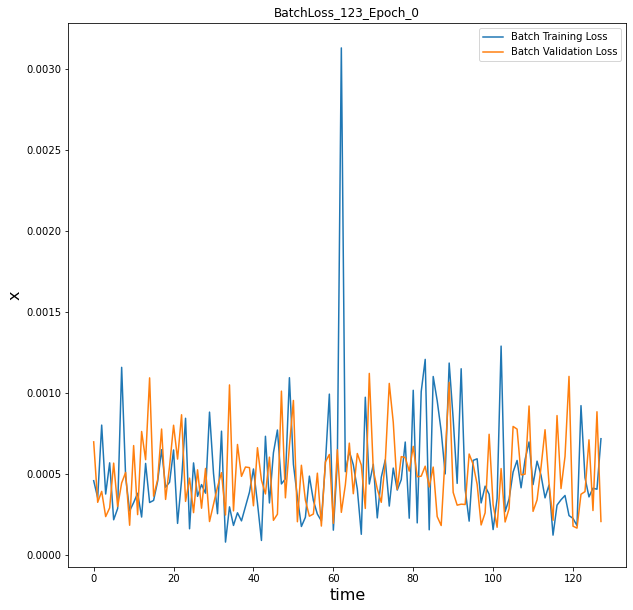 BatchLoss_123_Epoch_0
Batch Training Loss
Batch Validation Loss
x
0.0030
0.0025
0.0020
0.0015
0.0010
0.0005
0.0000
0 20 40 60 80 100 120
time